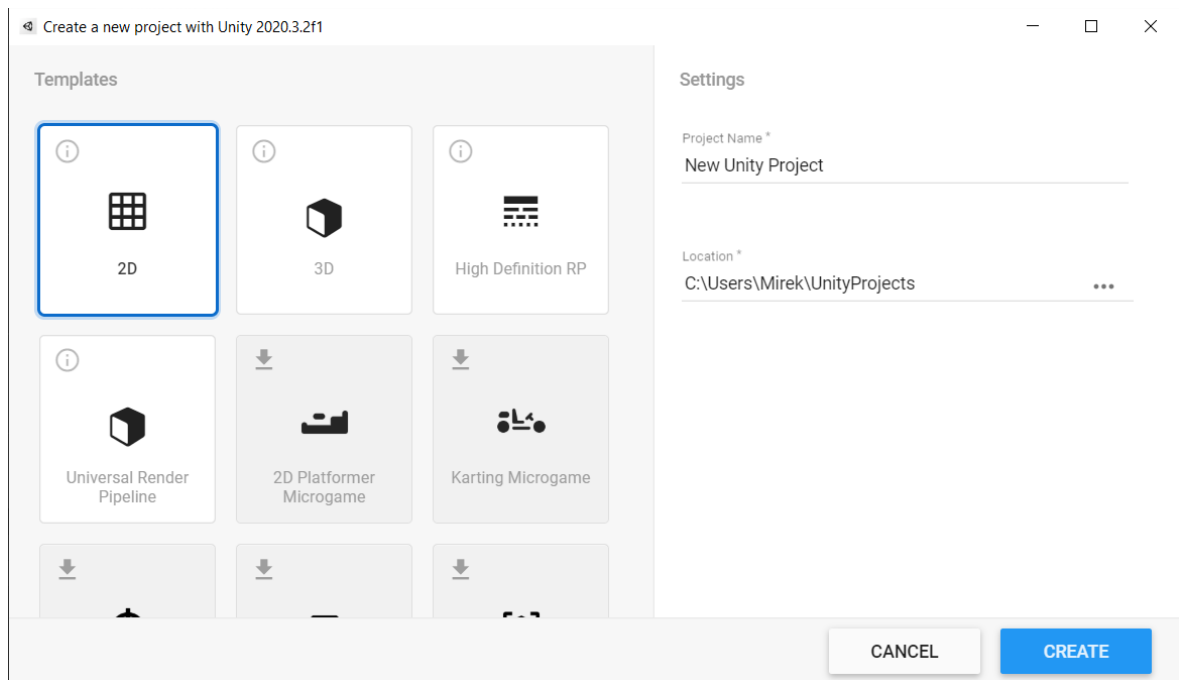 Create a new project with Unity 2020.3.2f1
Templates
2D
3D
High Definition RP
Universal Render
Pipeline
2D Platformer
Microgame
Karting Microgame
Settings
Project Name *
New Unity Project
Location *
C:\Users\Mirek\UnityProjects
CANCEL
CREATE